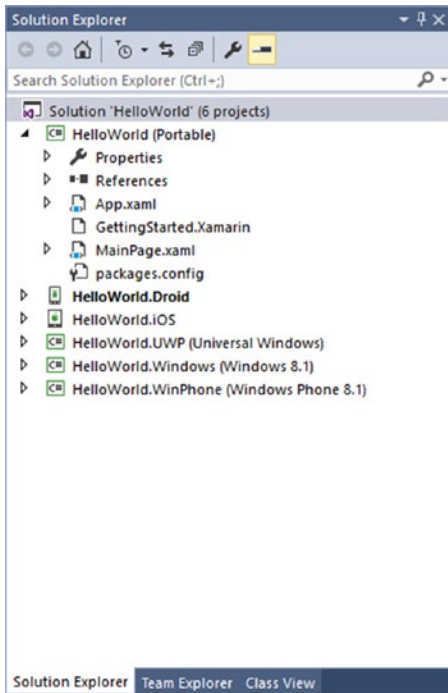 Solution Explorer
Search Solution Explorer (Ctrl+;)
Solution 'HelloWorld' (6 projects)
C# HelloWorld (Portable)
Properties
References
App.xaml
GettingStarted.Xamarin
MainPage.xaml
packages.config
HelloWorld.Droid
HelloWorld.iOS
C# HelloWorld.UWP (Universal Windows)
C# HelloWorld.Windows (Windows 8.1)
C# HelloWorld.WinPhone (Windows Phone 8.1)
Solution Explorer Team Explorer Class View